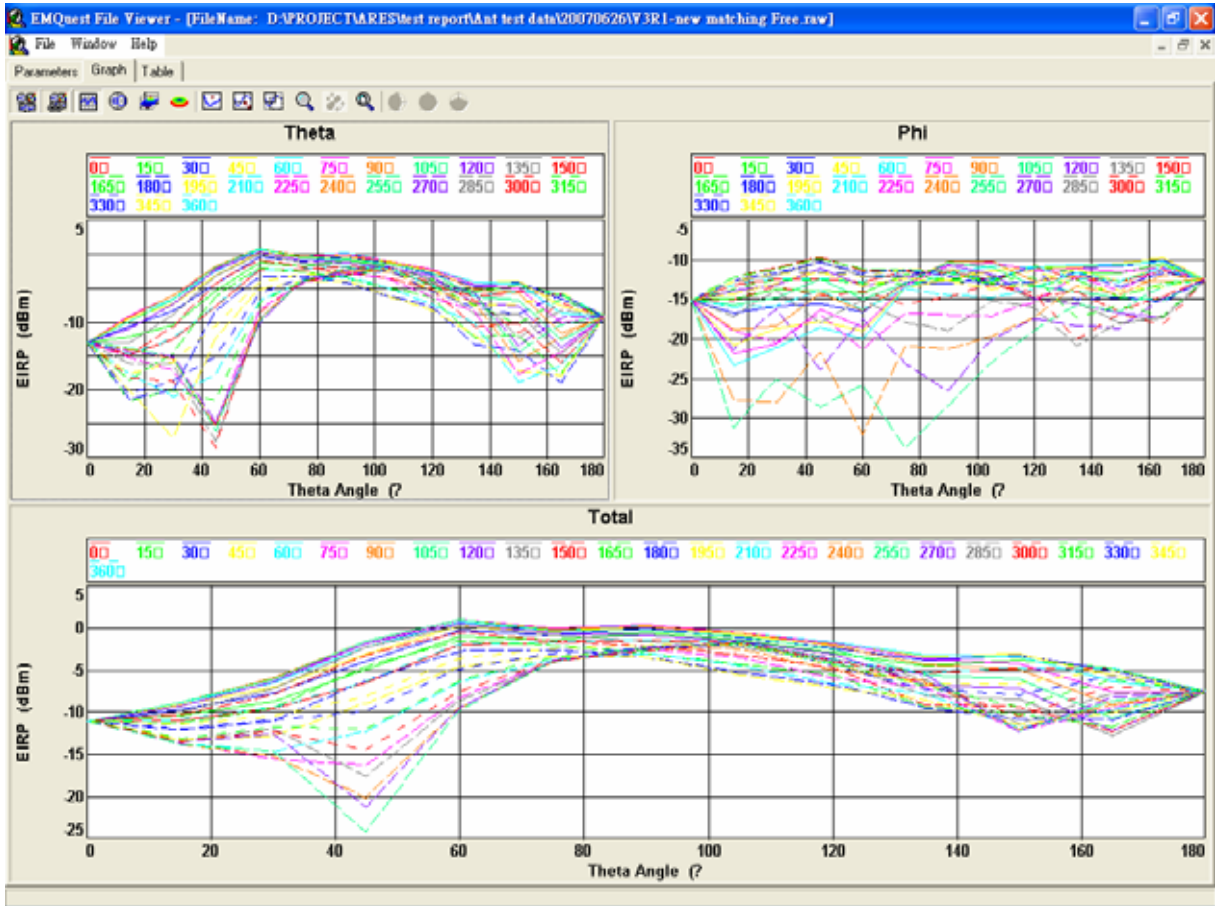 EMQuest File Viewer - [FileName: D:\PROJECT\ARES\test report\Ant test data\20070626\V3R1-new matching Free.raw]
File Window Help
Parameters Graph Table
Theta
0□ 15□ 30□ 45□ 60□ 75□ 90□ 105□ 120□ 135□ 150□
165□ 180□ 195□ 210□ 225□ 240□ 255□ 270□ 285□ 300□ 315□
330□ 345□ 360□
5
-10
-20
-30
EIRP (dBm)
0 20 40 60 80 100 120 140 160 180
Theta Angle (?
Phi
0□ 15□ 30□ 45□ 60□ 75□ 90□ 105□ 120□ 135□ 150□
165□ 180□ 195□ 210□ 225□ 240□ 255□ 270□ 285□ 300□ 315□
330□ 345□ 360□
-5
-10
-15
-20
-25
-30
-35
EIRP (dBm)
0 20 40 60 80 100 120 140 160 180
Theta Angle (?
Total
0□ 15□ 30□ 45□ 60□ 75□ 90□ 105□ 120□ 135□ 150□ 165□ 180□ 195□ 210□ 225□ 240□ 255□ 270□ 285□ 300□ 315□ 330□ 345□
360□
5
0
-5
-10
-15
-20
-25
EIRP (dBm)
0 20 40 60 80 100 120 140 160 180
Theta Angle (?